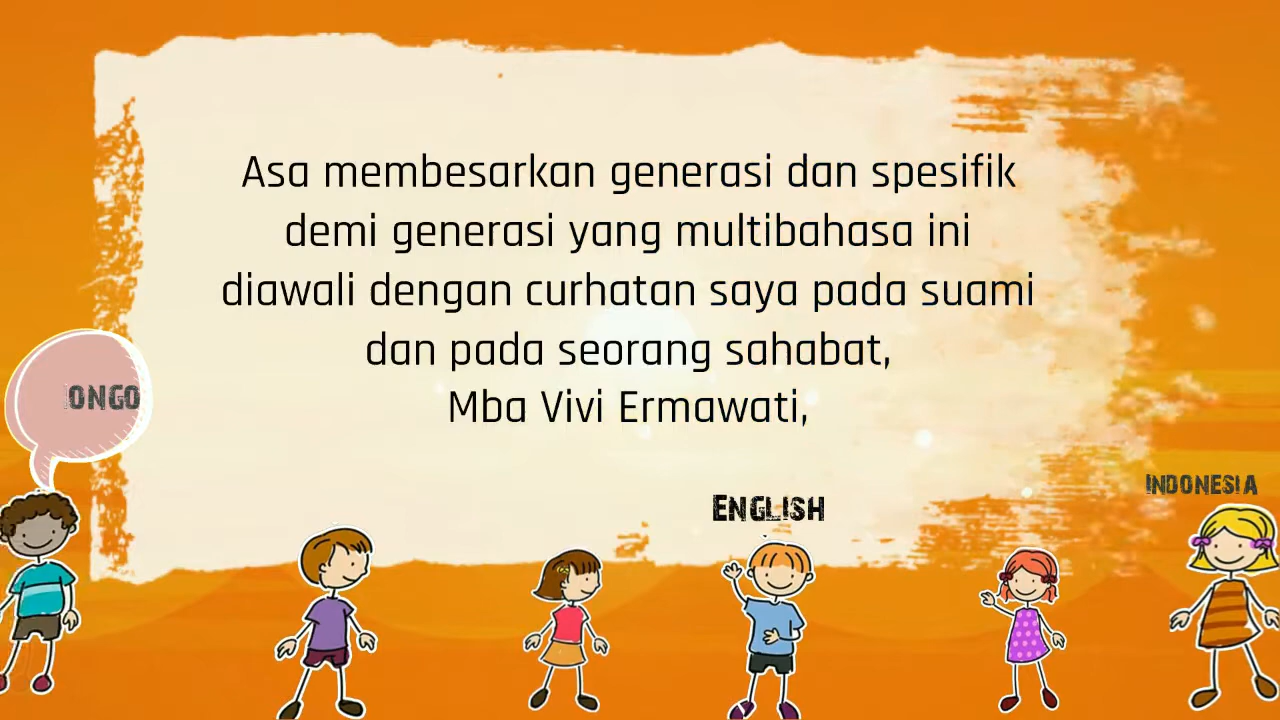 Asa membesarkan generasi dan spesifik
demi generasi yang multibahasa ini
diawali dengan curhatan saya pada suami
dan pada seorang sahabat,
Mba Vivi Ermawati,
ONGO
ENGLISH
INDONESIA